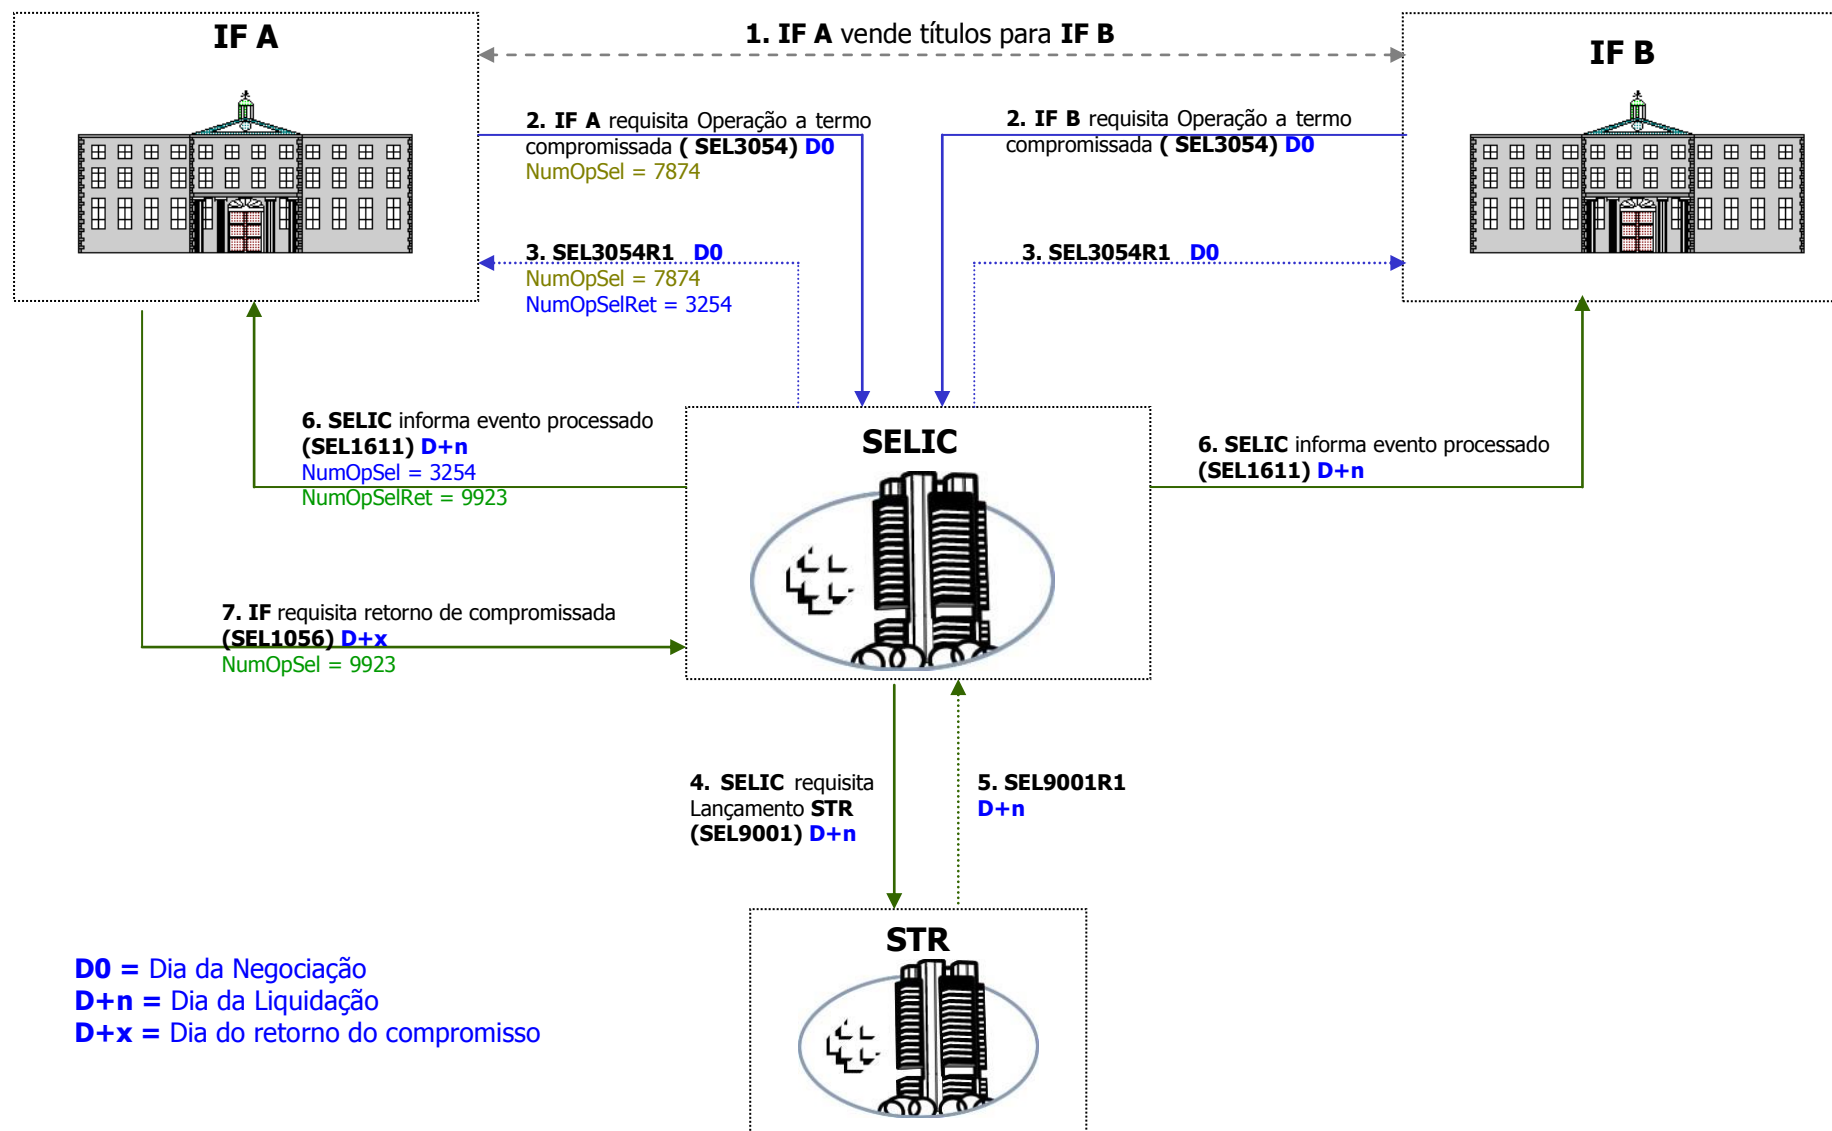 IF A
1. IF A vende títulos para IF B
IF B
2. IF A requisita Operação a termo
compromissada ( SEL3054) D0
NumOpSel = 7874
2. IF B requisita Operação a termo
compromissada ( SEL3054) D0
3. SEL3054R1 D0
NumOpSel = 7874
NumOpSelRet = 3254
3. SEL3054R1 D0
6. SELIC informa evento processado
(SEL1611) D+n
NumOpSel = 3254
NumOpSelRet = 9923
SELIC
6. SELIC informa evento processado
(SEL1611) D+n
7. IF requisita retorno de compromissada
(SEL1056) D+x
NumOpSel = 9923
4. SELIC requisita
Lançamento STR
(SEL9001) D+n
5. SEL9001R1
D+n
STR
D0 = Dia da Negociação
D+n = Dia da Liquidação
D+x = Dia do retorno do compromisso